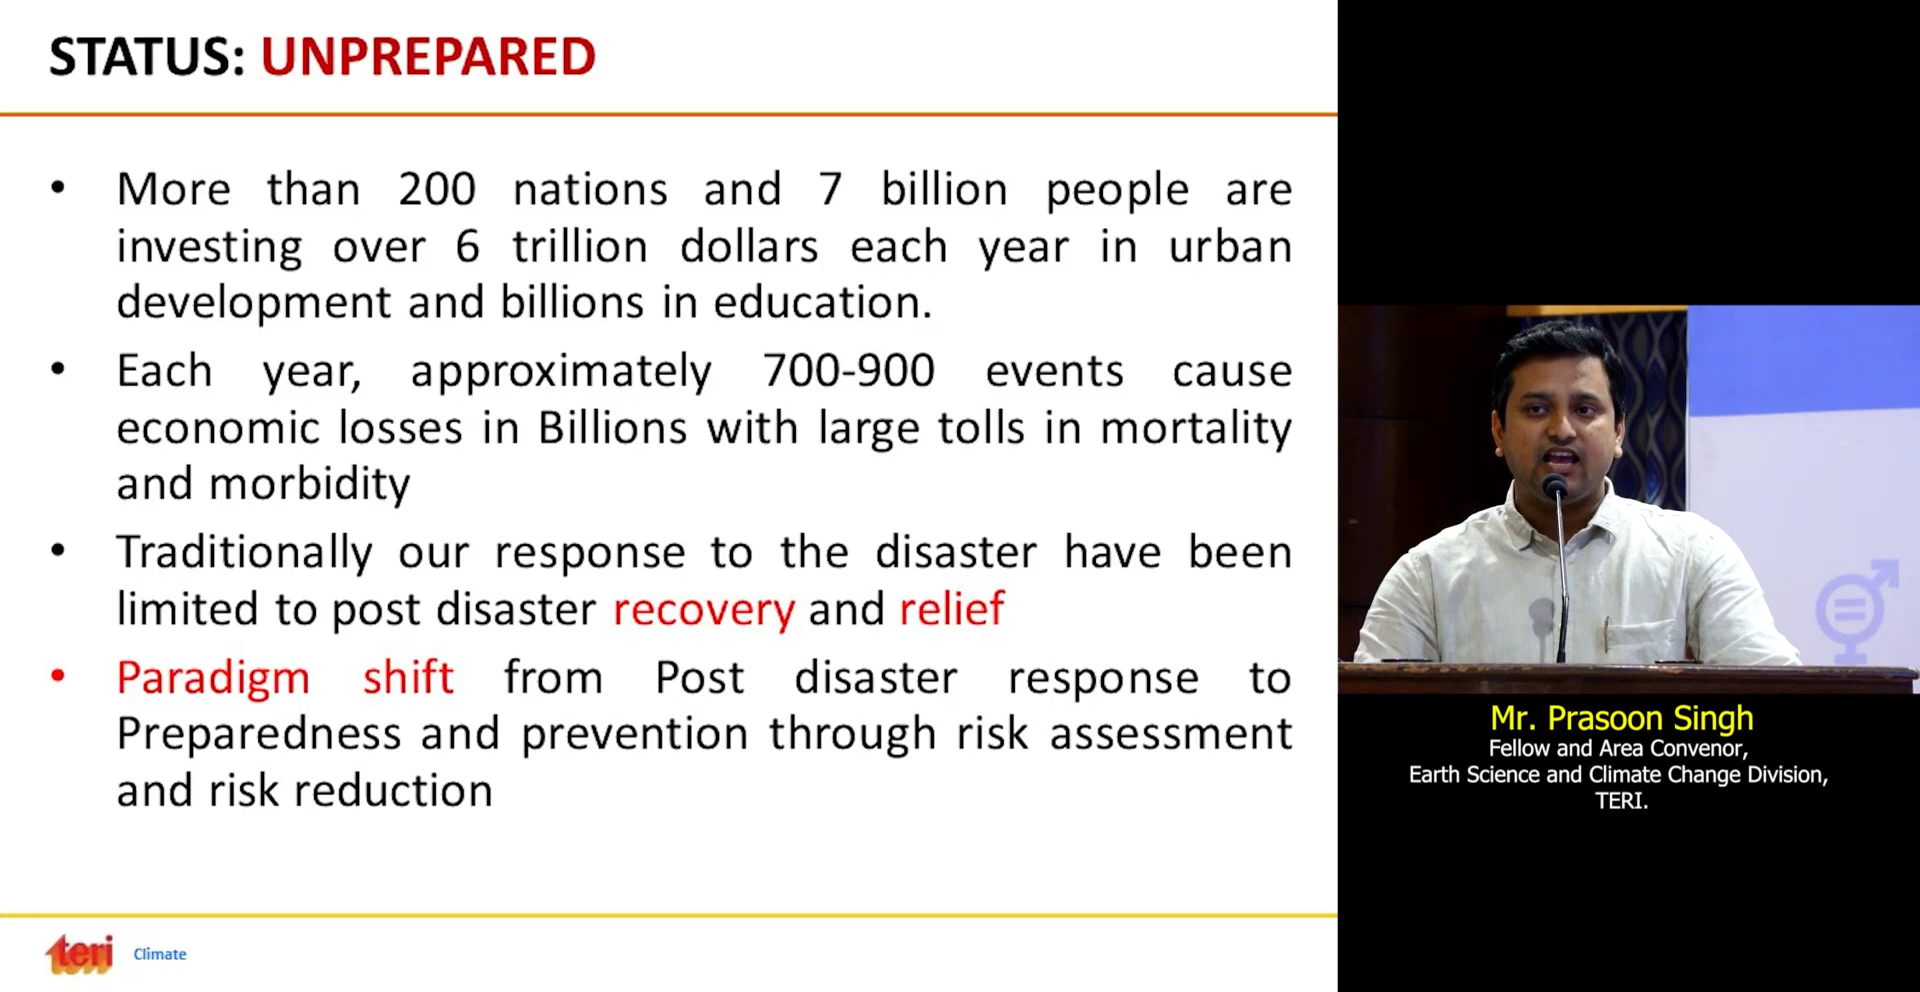 STATUS: UNPREPARED
• More than 200 nations and 7 billion people are
investing over 6 trillion dollars each year in urban
development and billions in education.
• Each year, approximately 700-900 events cause
economic losses in Billions with large tolls in mortality
and morbidity
• Traditionally our response to the disaster have been
limited to post disaster recovery and relief
• Paradigm shift from Post disaster response to
Preparedness and prevention through risk assessment
and risk reduction
teri Climate
Mr. Prasoon Singh
Fellow and Area Convenor,
Earth Science and Climate Change Division,
TERI.